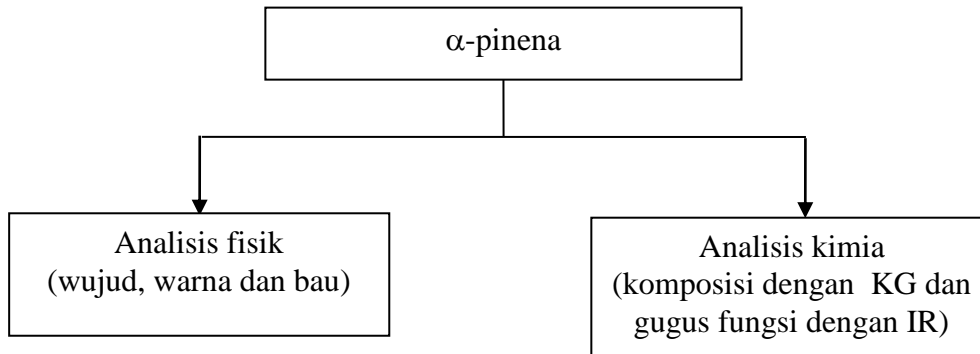 α-pinena
Analisis fisik
(wujud, warna dan bau)
Analisis kimia
(komposisi dengan  KG dan
gugus fungsi dengan IR)